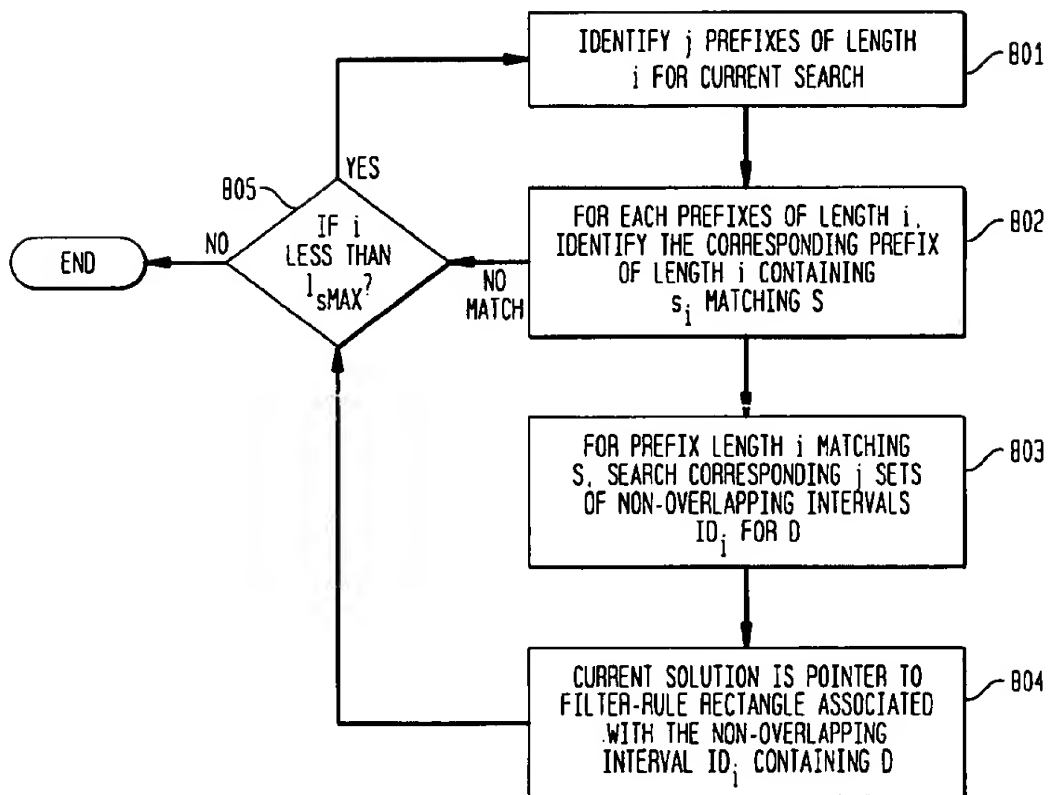 IDENTIFY j PREFIXES OF LENGTH
i FOR CURRENT SEARCH
801
YES
805
IF i
LESS THAN
l sMAX?
NO
END
NO
MATCH
FOR EACH PREFIXES OF LENGTH i,
IDENTIFY THE CORRESPONDING PREFIX
OF LENGTH i CONTAINING
si MATCHING S
802
FOR PREFIX LENGTH i MATCHING
S, SEARCH CORRESPONDING j SETS
OF NON-OVERLAPPING INTERVALS
IDj FOR D
803
CURRENT SOLUTION IS POINTER TO
FILTER-RULE RECTANGLE ASSOCIATED
WITH THE NON-OVERLAPPING
INTERVAL IDj CONTAINING D
804